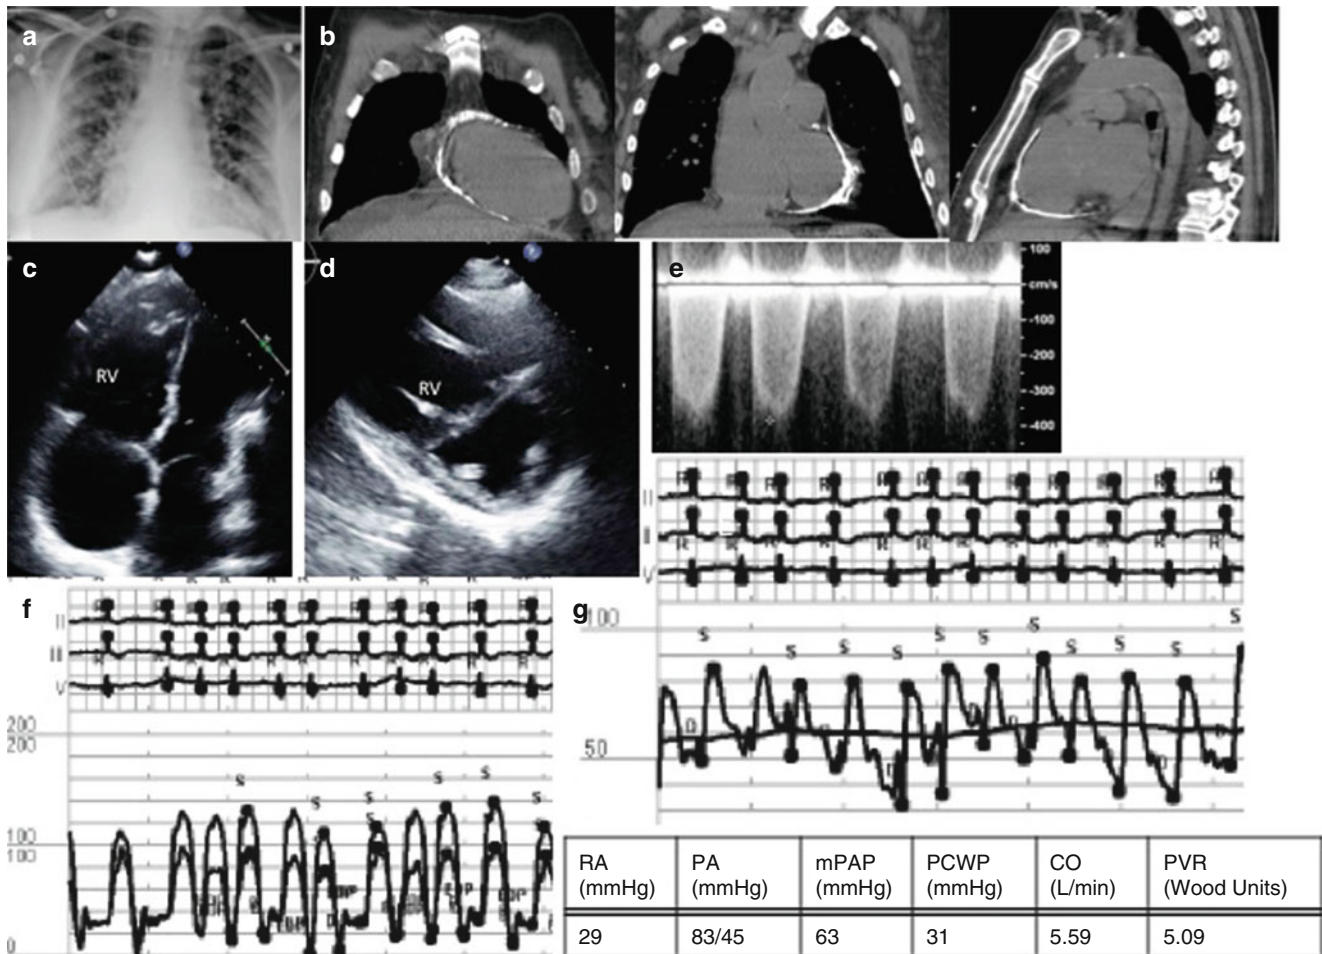 a
b
c
RV
d
RV
e
100
cm/s
-100
-200
-300
-400
f
II
III
V
200
200
100
100
0
S
S
S
S
S
S
g
II
II
V
R
R
R
R
100
50
S
S
S
S
S
S
S
S
S
S
S
D
D
RA (mmHg)
PA (mmHg)
mPAP (mmHg)
PCWP (mmHg)
CO (L/min)
PVR (Wood Units)
29
83/45
63
31
5.59
5.09